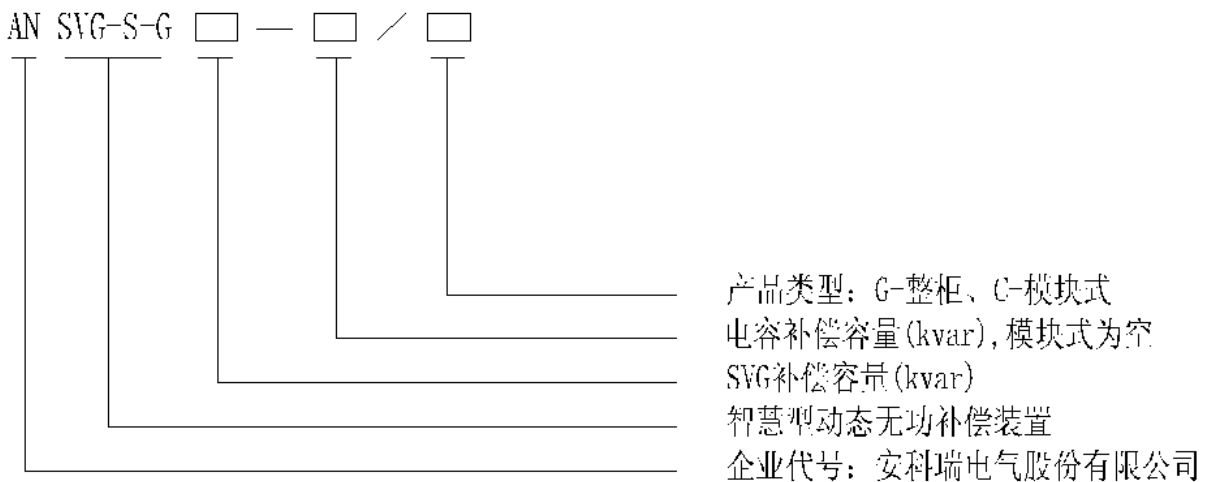 AN SVG-S-G □ — □ / □
产品类型：G-整柜、C-模块式
电容补偿容量(kvar),模块式为空
SVG补偿容量(kvar)
智慧型动态无功补偿装置
企业代号：安科瑞电气股份有限公司